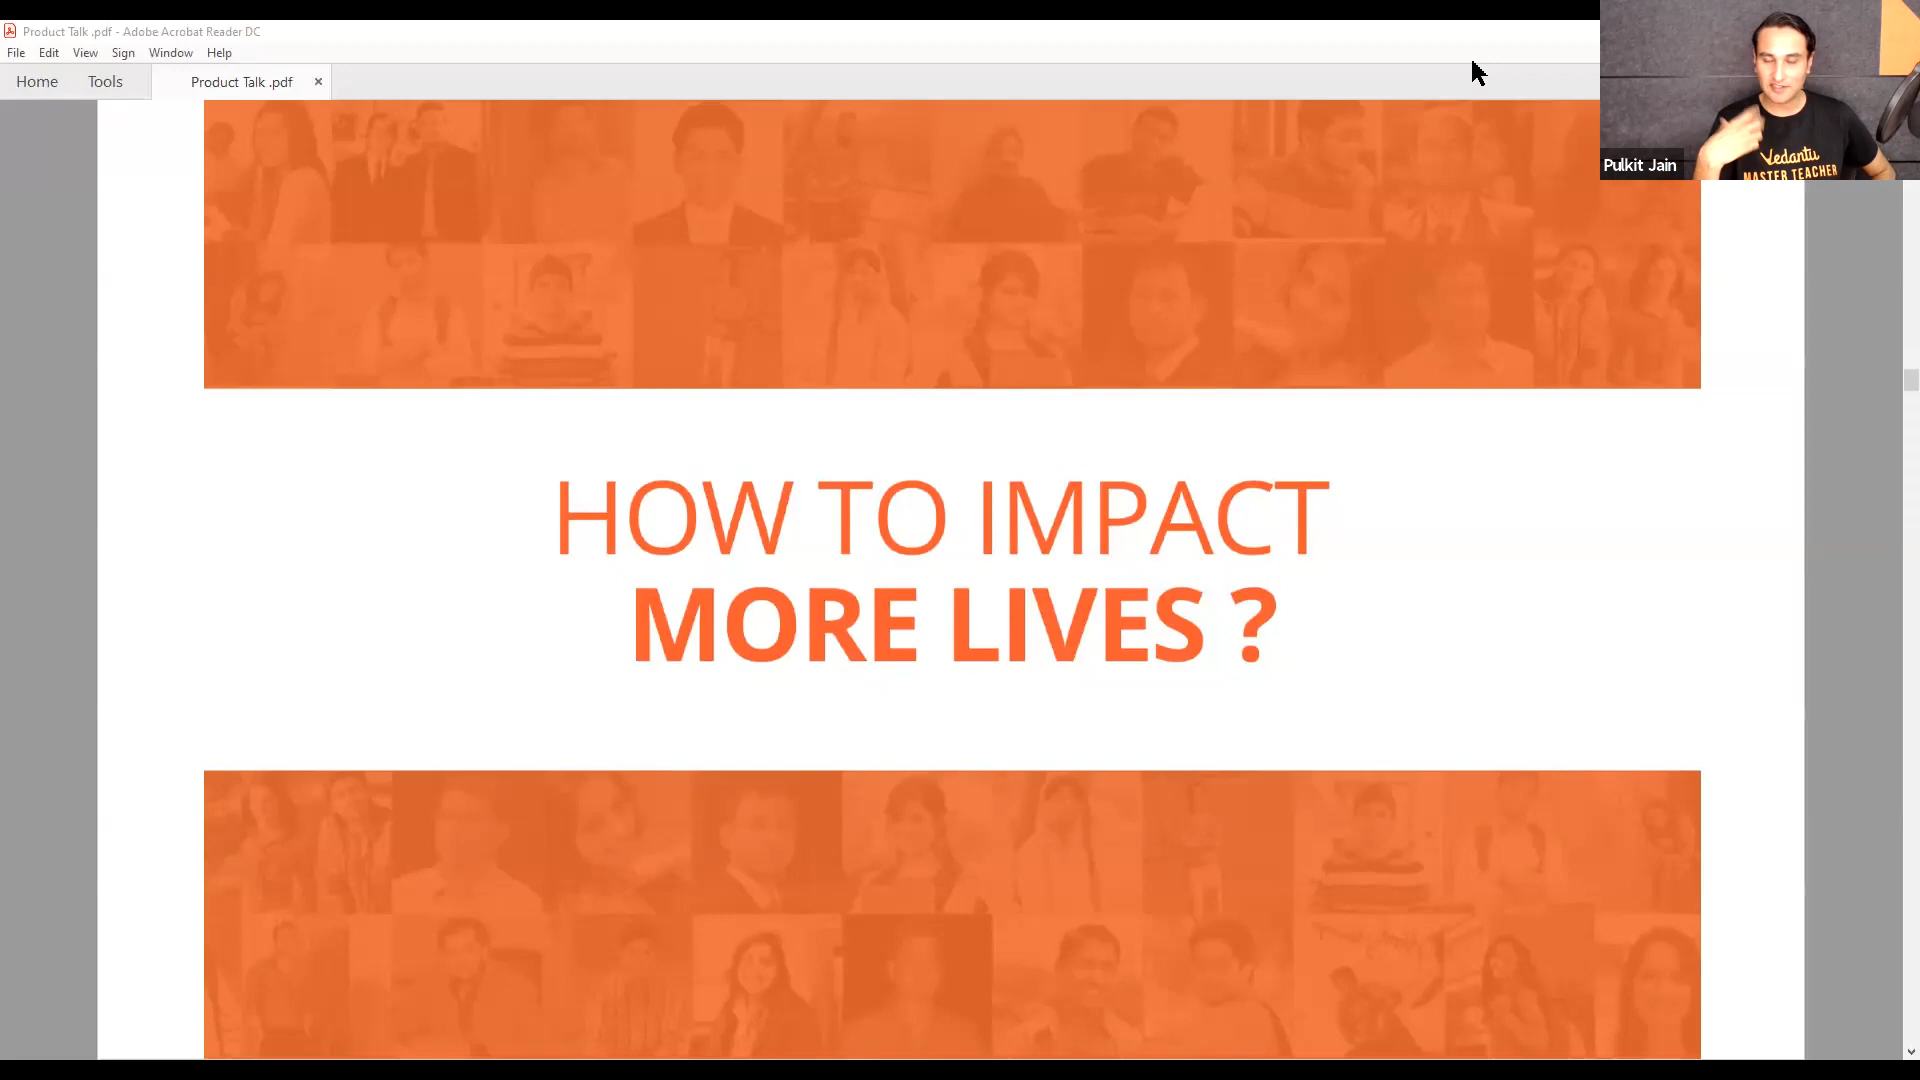 Product Talk .pdf - Adobe Acrobat Reader DC
File Edit View Sign Window Help
Home Tools Product Talk .pdf ×
Pulkit Jain
Vedantu
MASTER TEACHER
HOW TO IMPACT
MORE LIVES ?